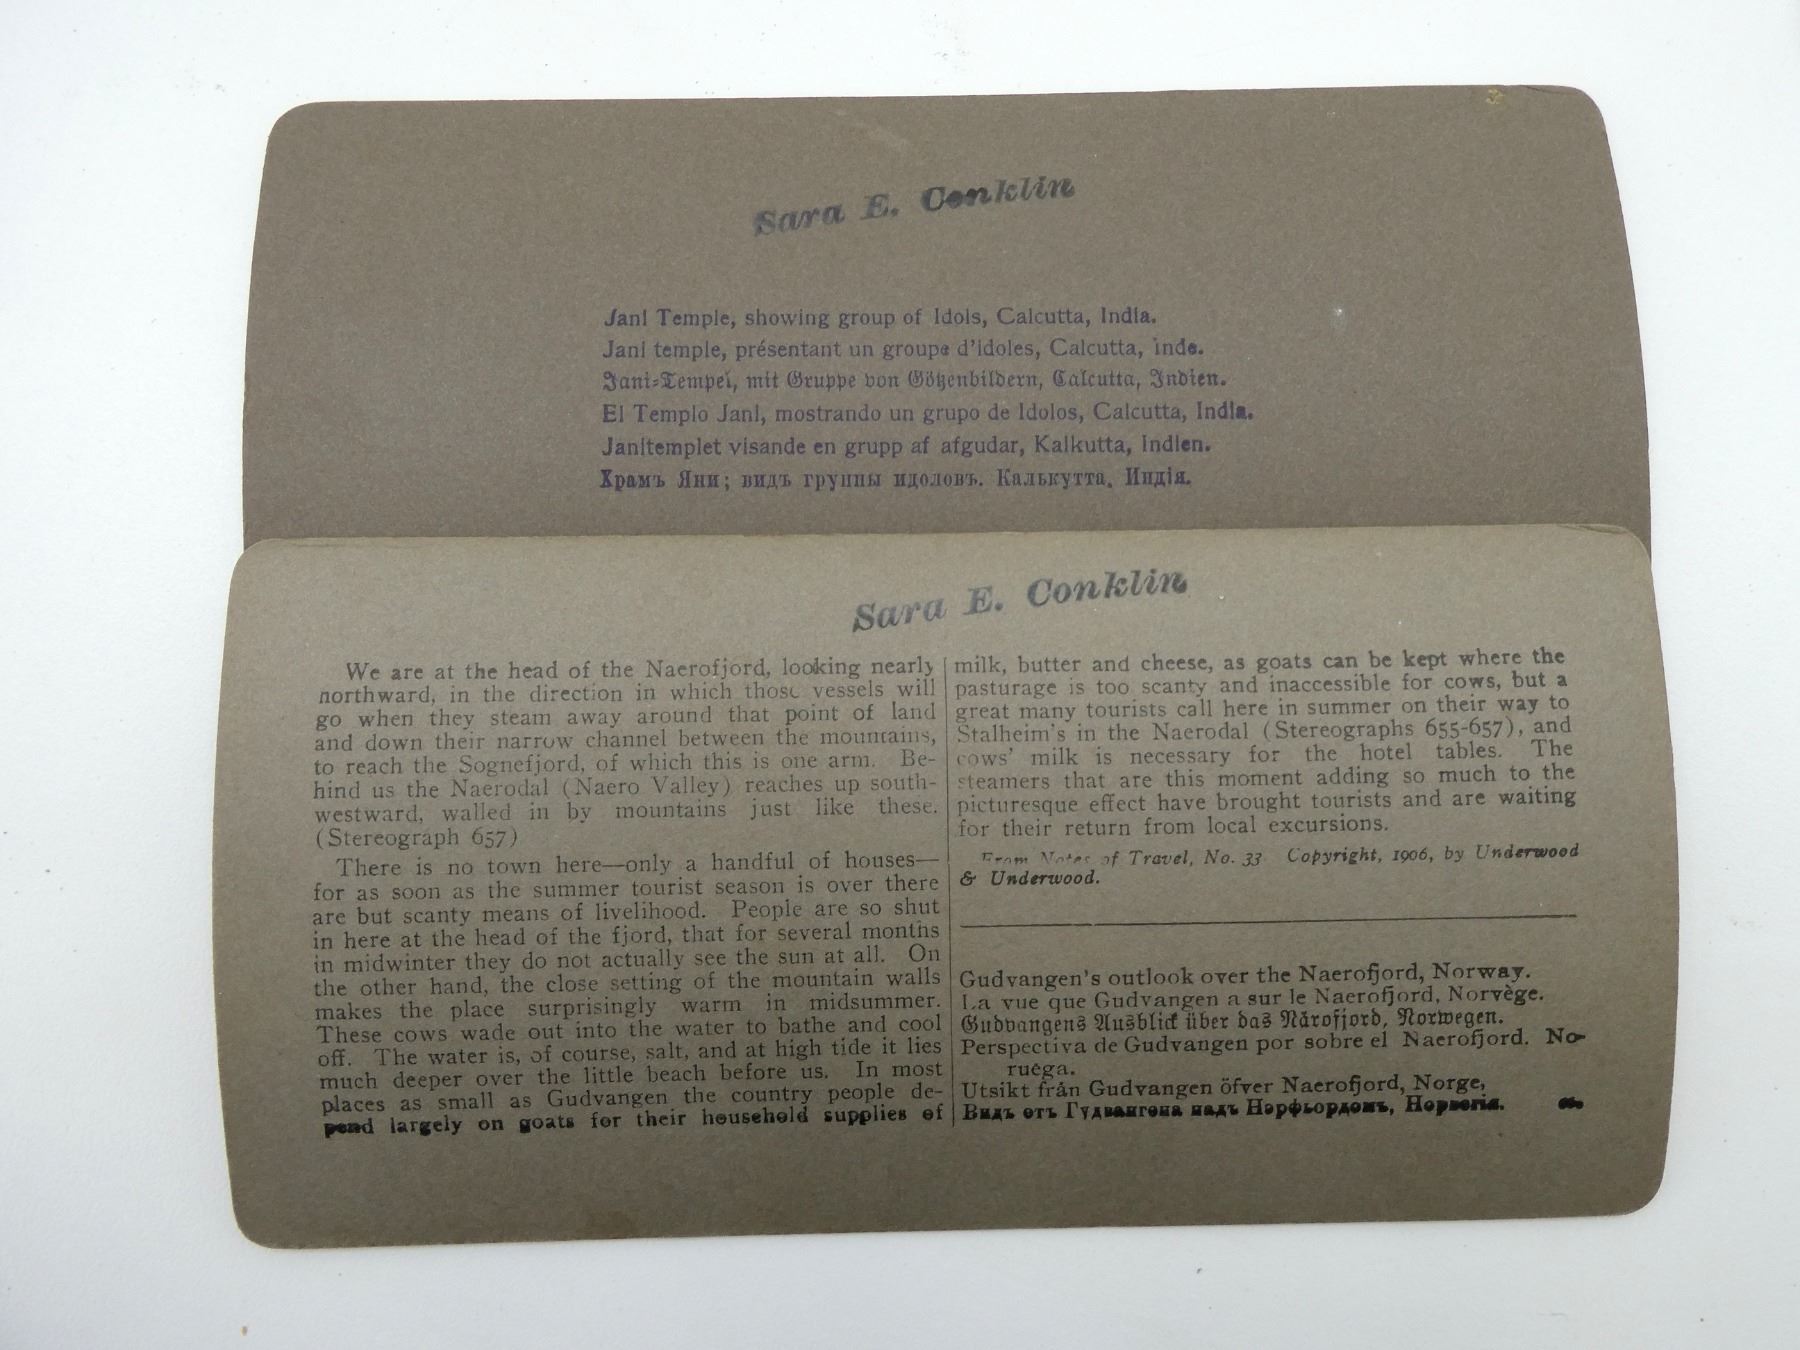 Sara E. Conklin
Jani Temple, showing group of Idols, Calcutta, India.
Jani temple, présentant un groupe d'idoles, Calcutta, Inde.
Jani-Tempel, mit Gruppe von Götzenbildern, Calcutta, Indien.
El Templo Jani, mostrando un grupo de Idolos, Calcutta, India.
Janitemplet visande en grupp af afgudar, Kalkutta, Indien.
Храмъ Яни; видъ группы идоловъ. Калькутта. Индія.
Sara E. Conklin
We are at the head of the Naerofjord, looking nearly
northward, in the direction in which those vessels will
go when they steam away around that point of land
and down their narrow channel between the mountains,
to reach the Sognefjord, of which this is one arm. Be-
hind us the Naerodal (Naero Valley) reaches up south-
westward, walled in by mountains just like these.
(Stereograph 657)
There is no town here—only a handful of houses—
for as soon as the summer tourist season is over there
are but scanty means of livelihood. People are so shut
in here at the head of the fjord, that for several months
in midwinter they do not actually see the sun at all. On
the other hand, the close setting of the mountain walls
makes the place surprisingly warm in midsummer.
These cows wade out into the water to bathe and cool
off. The water is, of course, salt, and at high tide it lies
much deeper over the little beach before us. In most
places as small as Gudvangen the country people de-
pend largely on goats for their household supplies of
milk, butter and cheese, as goats can be kept where the
pasturage is too scanty and inaccessible for cows, but a
great many tourists call here in summer on their way to
Stalheim's in the Naerodal (Stereographs 655-657), and
cows' milk is necessary for the hotel tables. The
steamers that are this moment adding so much to the
picturesque effect have brought tourists and are waiting
for their return from local excursions.
From Notes of Travel, No. 33 Copyright, 1906, by Underwood
& Underwood.
Gudvangen's outlook over the Naerofjord, Norway.
La vue que Gudvangen a sur le Naerofjord, Norvège.
Gudvangens Ausblick über das Närofjord, Norwegen.
Perspectiva de Gudvangen por sobre el Naerofjord. No-
ruega.
Utsikt från Gudvangen öfver Naerofjord, Norge,
Видъ отъ Гудвангена надъ Нэрфьордомъ, Норвегія.